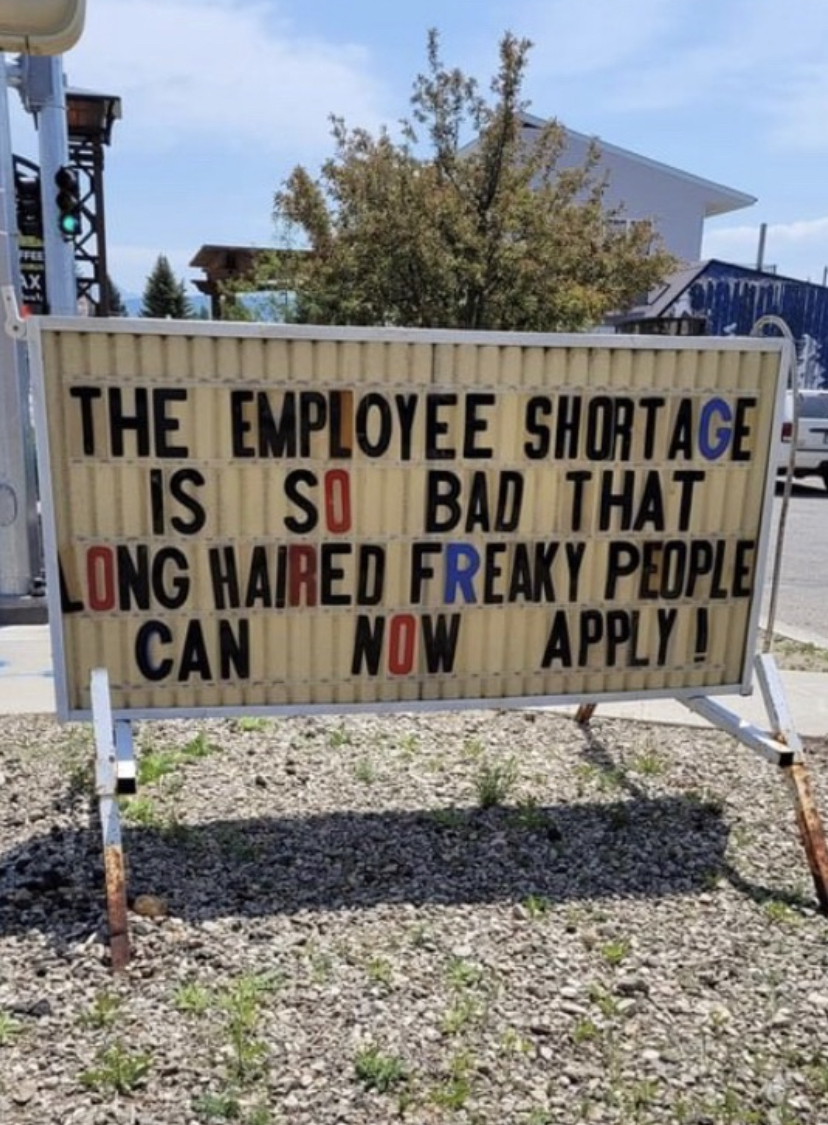 THE EMPLOYEE SHORTAGE
IS SO BAD THAT
LONG HAIRED FREAKY PEOPLE
CAN NOW APPLY!